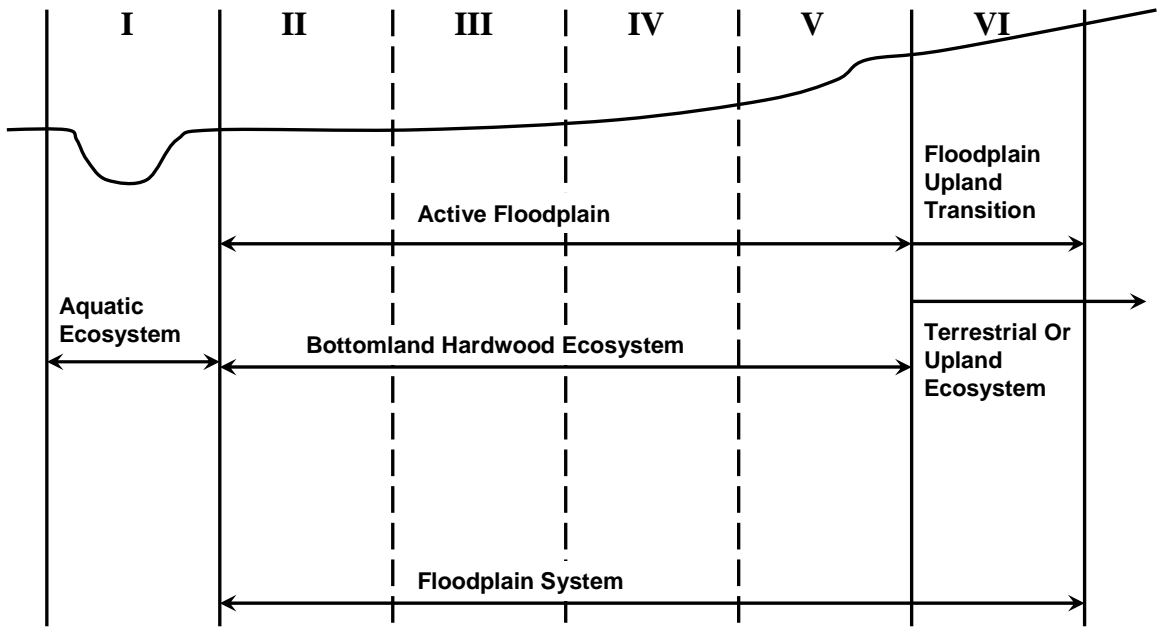 I II III IV V VI
Floodplain
Upland
Transition
Active Floodplain
Aquatic
Ecosystem
Bottomland Hardwood Ecosystem
Terrestrial Or
Upland
Ecosystem
Floodplain System